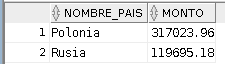 NOMBRE_PAIS MONTO
1 Polonia 317023.96
2 Rusia 119695.18